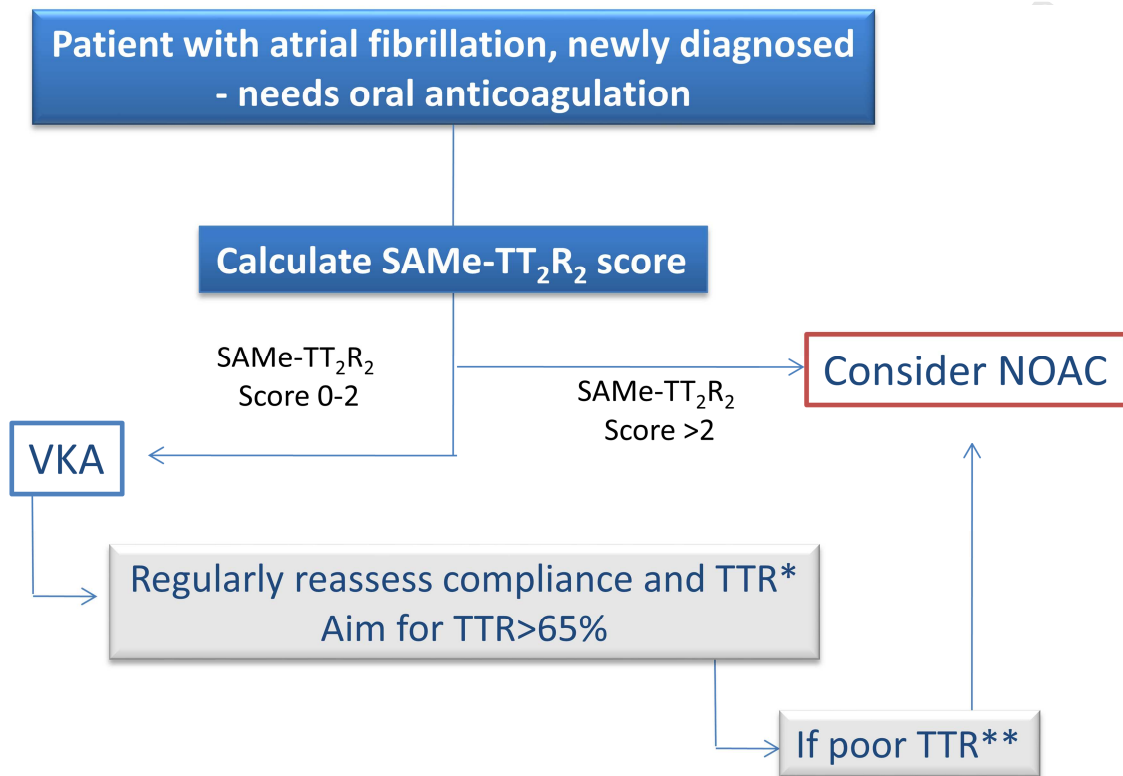 Patient with atrial fibrillation, newly diagnosed
- needs oral anticoagulation
Calculate SAMe-TT₂R₂ score
SAMe-TT₂R₂
Score 0-2
SAMe-TT₂R₂
Score >2
Consider NOAC
VKA
Regularly reassess compliance and TTR*
Aim for TTR>65%
If poor TTR**